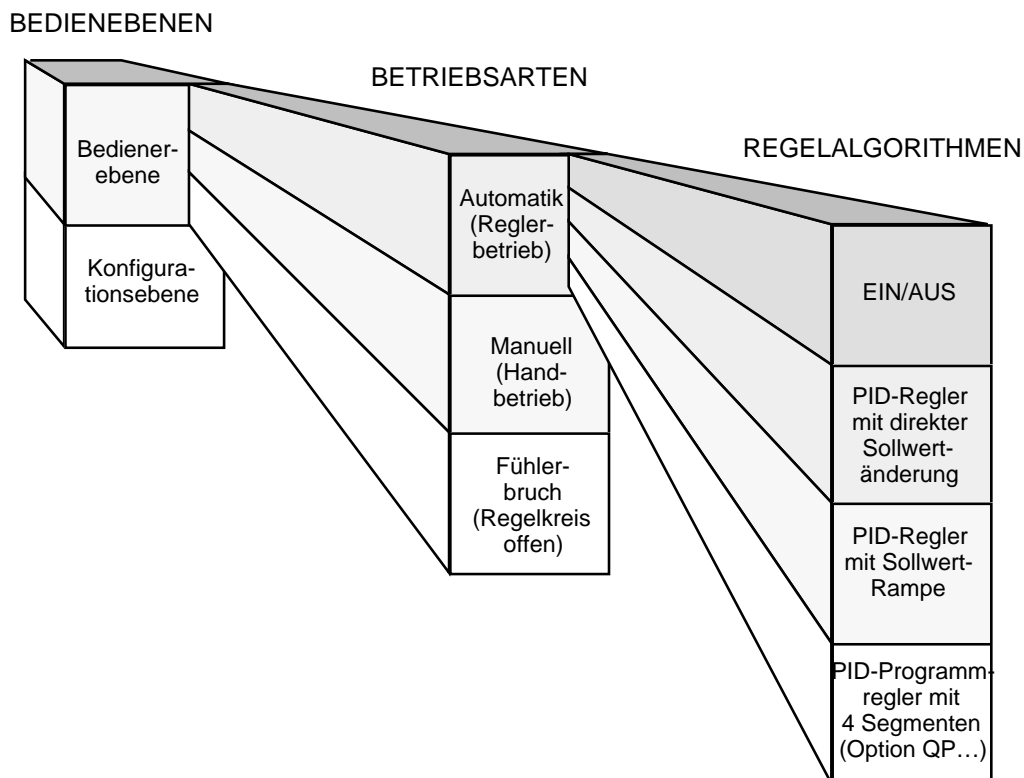 BEDIENEBENEN
Bediener-
ebene
Konfigura-
tionsebene
BETRIEBSARTEN
Automatik
(Regler-
betrieb)
Manuell
(Hand-
betrieb)
Fühler-
bruch
(Regelkreis
offen)
REGELALGORITHMEN
EIN/AUS
PID-Regler
mit direkter
Sollwert-
änderung
PID-Regler
mit Sollwert-
Rampe
PID-Programm-
regler mit
4 Segmenten
(Option QP…)